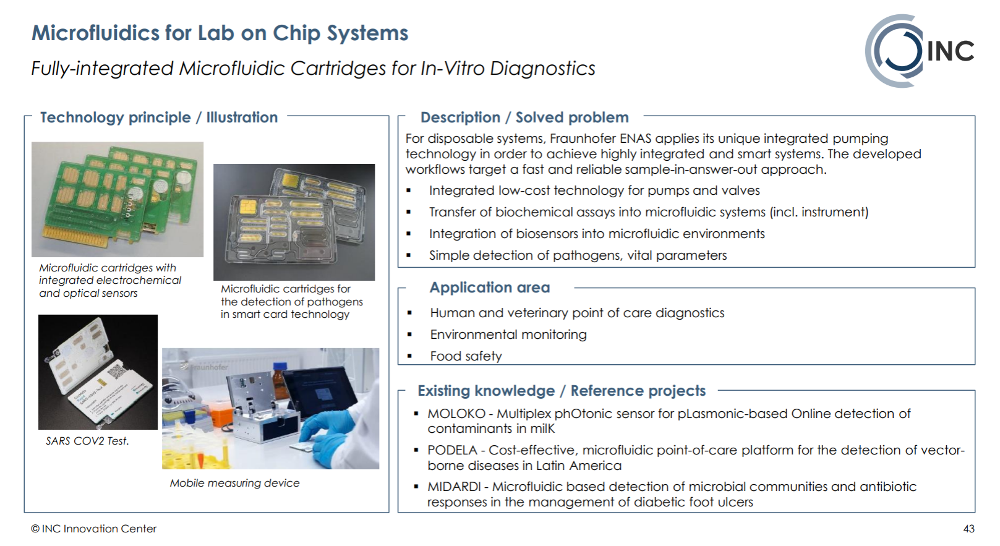 Microfluidics for Lab on Chip Systems
Fully-integrated Microfluidic Cartridges for In-Vitro Diagnostics
INC
Technology principle / Illustration
Microfluidic cartridges with
integrated electrochemical
and optical sensors
Microfluidic cartridges for
the detection of pathogens
in smart card technology
SARS COV2 Test.
Fraunhofer
Mobile measuring device
Description / Solved problem
For disposable systems, Fraunhofer ENAS applies its unique integrated pumping
technology in order to achieve highly integrated and smart systems. The developed
workflows target a fast and reliable sample-in-answer-out approach.
▪ Integrated low-cost technology for pumps and valves
▪ Transfer of biochemical assays into microfluidic systems (incl. instrument)
▪ Integration of biosensors into microfluidic environments
▪ Simple detection of pathogens, vital parameters
Application area
▪ Human and veterinary point of care diagnostics
▪ Environmental monitoring
▪ Food safety
Existing knowledge / Reference projects
▪ MOLOKO - Multiplex phOtonic sensor for pLasmonic-based Online detection of
contaminants in milK
▪ PODELA - Cost-effective, microfluidic point-of-care platform for the detection of vector-
borne diseases in Latin America
▪ MIDARDI - Microfluidic based detection of microbial communities and antibiotic
responses in the management of diabetic foot ulcers
© INC Innovation Center
43